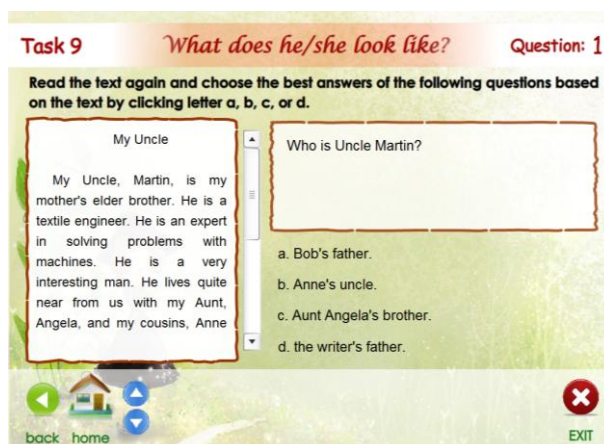 Task 9
What does he/she look like?
Question: 1
Read the text again and choose the best answers of the following questions based
on the text by clicking letter a, b, c, or d.
My Uncle
My Uncle, Martin, is my
mother's elder brother. He is a
textile engineer. He is an expert
in solving problems with
machines. He is a very
interesting man. He lives quite
near from us with my Aunt,
Angela, and my cousins, Anne
Who is Uncle Martin?
a. Bob's father.
b. Anne's uncle.
c. Aunt Angela's brother.
d. the writer's father.
back home
EXIT